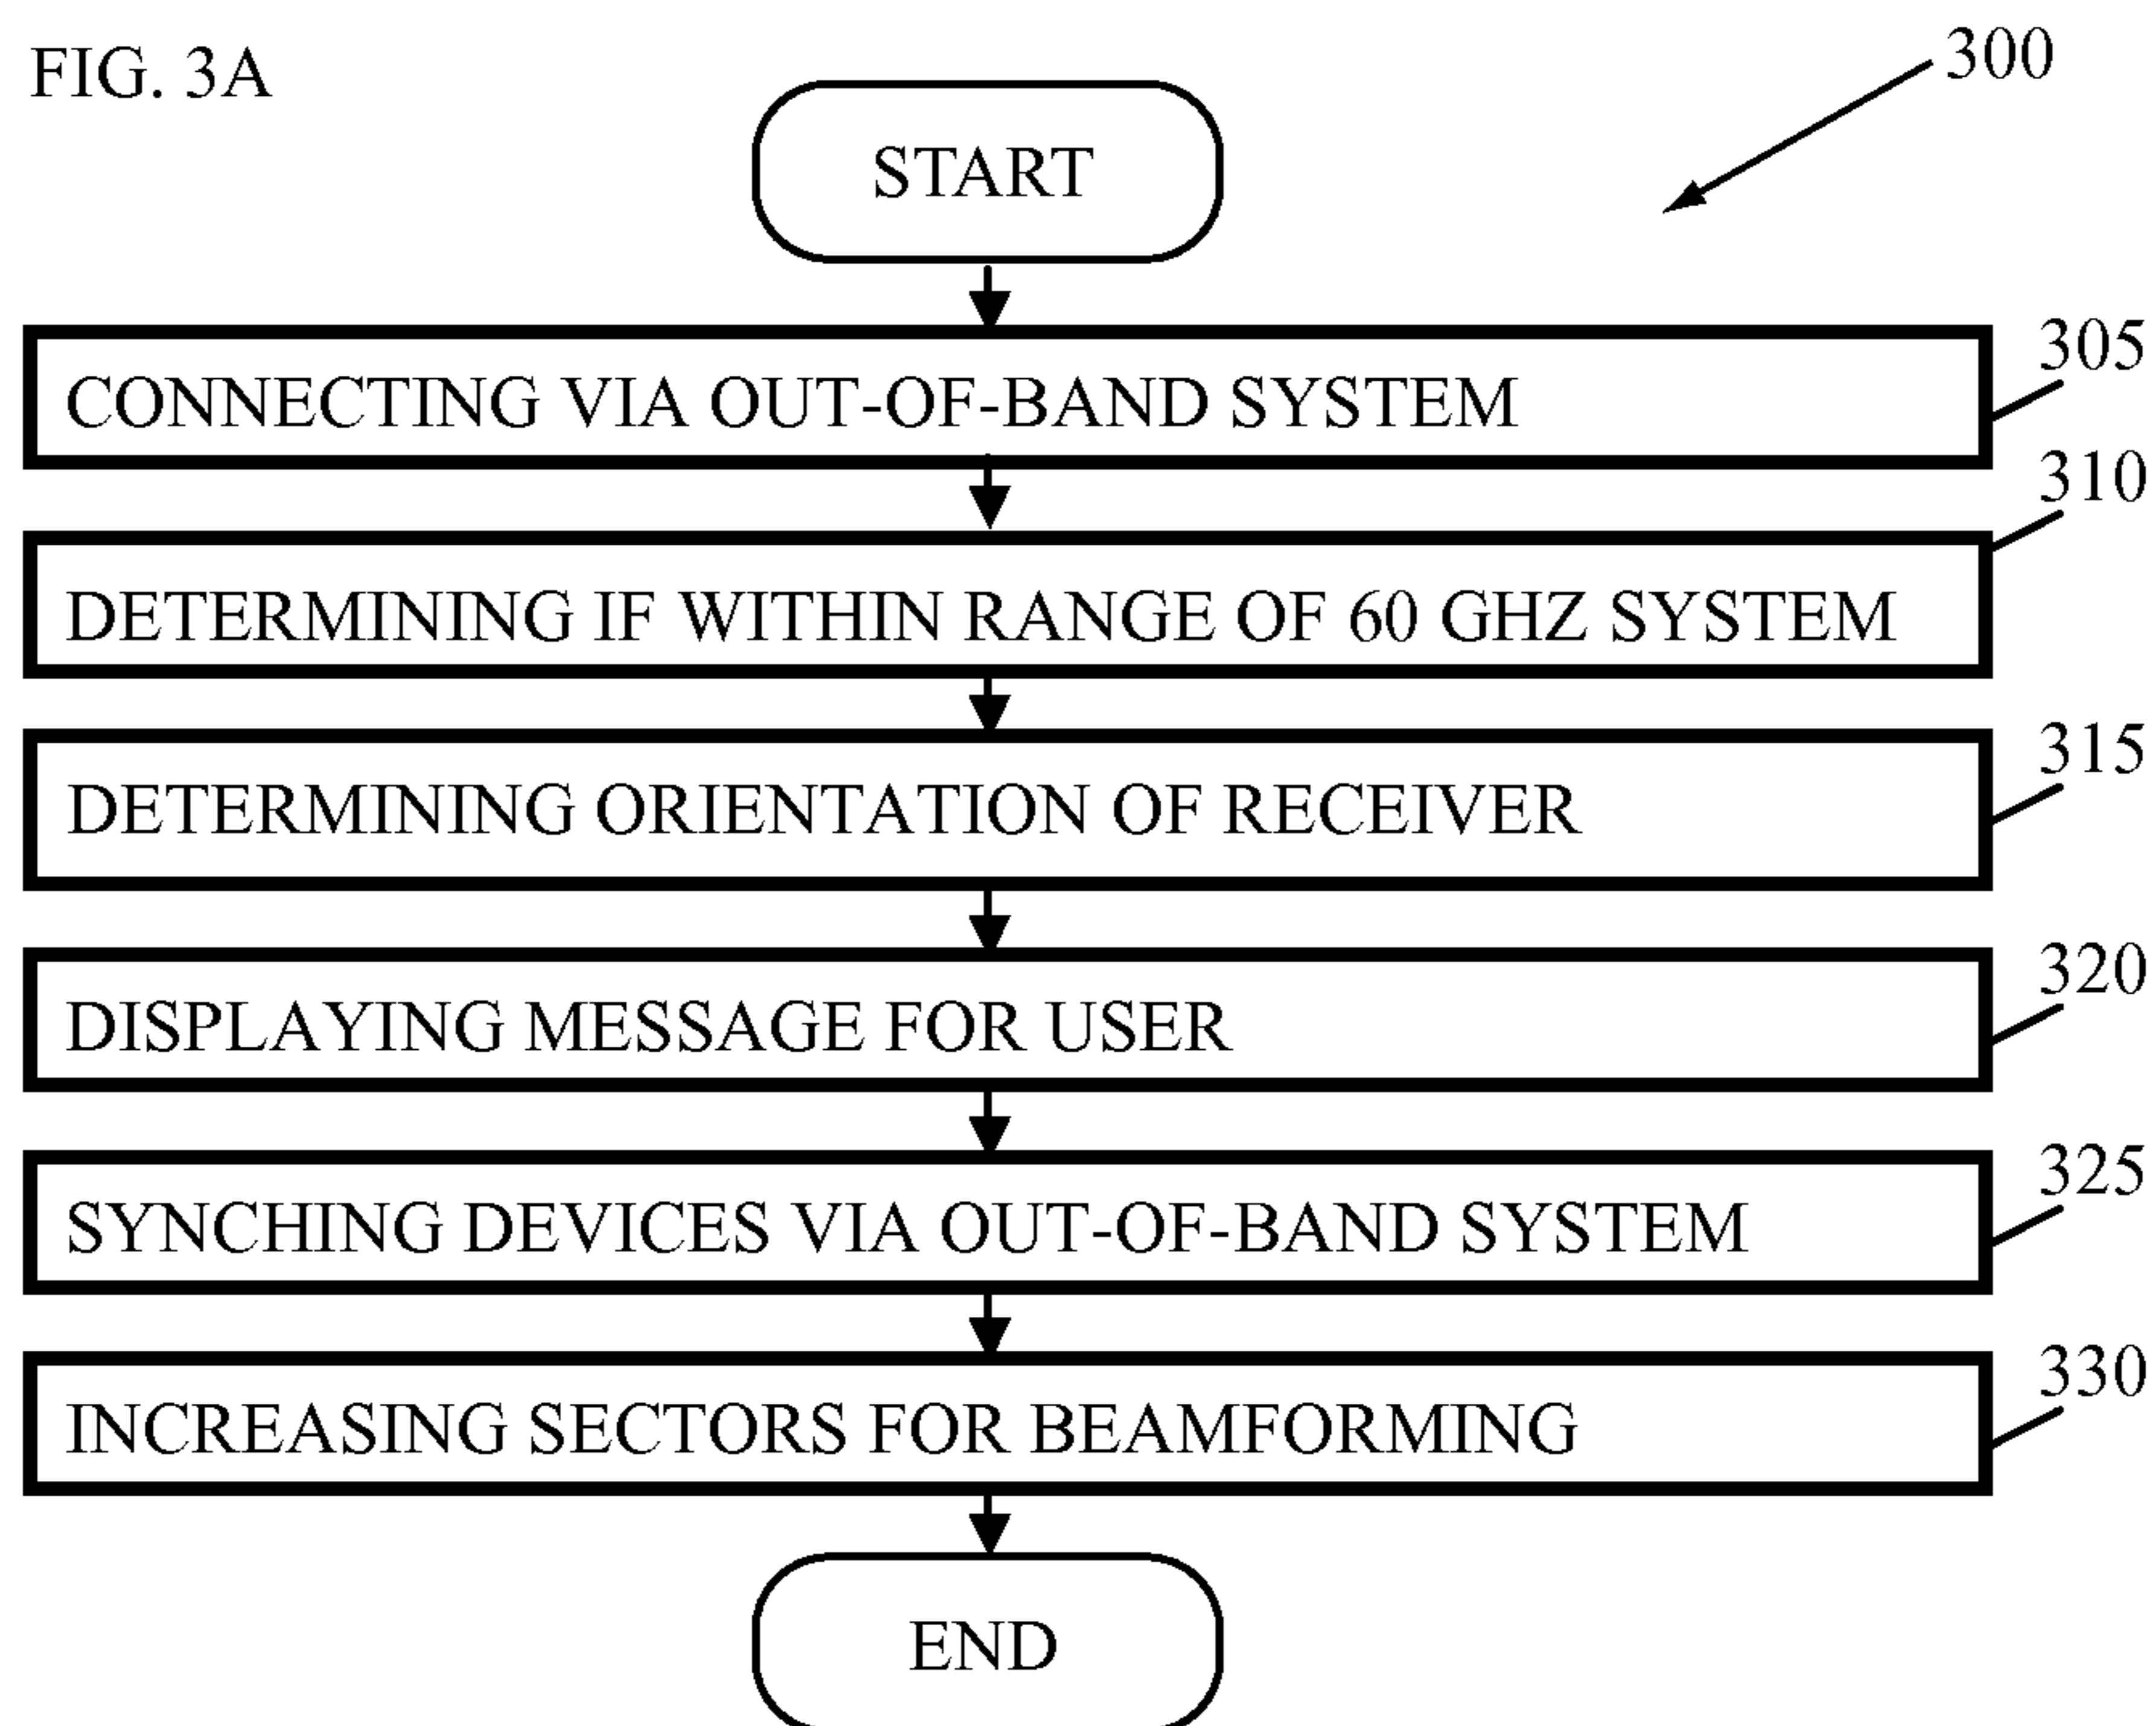 FIG. 3A
300
START
305
CONNECTING VIA OUT-OF-BAND SYSTEM
310
DETERMINING IF WITHIN RANGE OF 60 GHZ SYSTEM
315
DETERMINING ORIENTATION OF RECEIVER
320
DISPLAYING MESSAGE FOR USER
325
SYNCHING DEVICES VIA OUT-OF-BAND SYSTEM
330
INCREASING SECTORS FOR BEAMFORMING
END